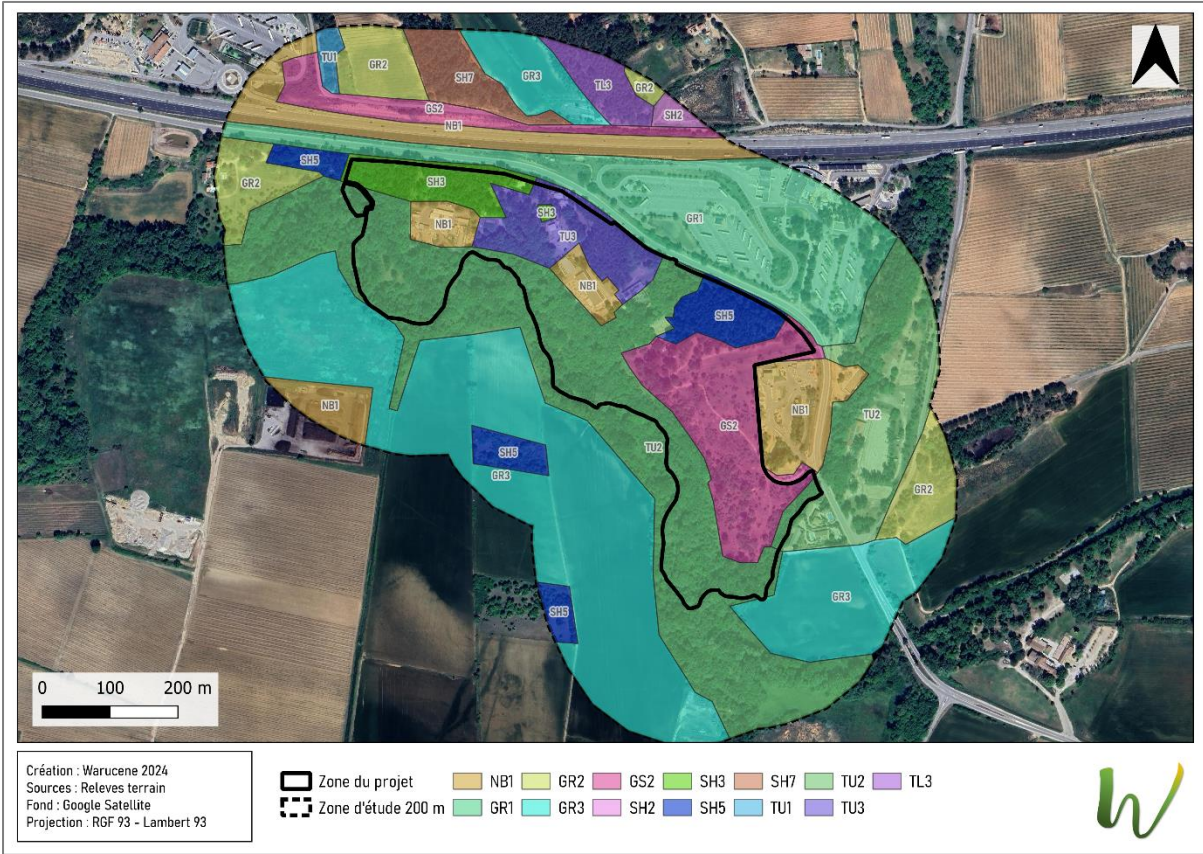 TU1
GR2
SH7
GR3
TL3
GR2
SH2
GS2
NB1
SH5
GR2
SH3
SH3
GR1
NB1
TU3
NB1
SH5
NB1
NB1
TU2
GS2
TU2
SH5
GR3
GR2
SH5
GR3
0 100 200 m
Création : Warucene 2024
Sources : Releves terrain
Fond : Google Satellite
Projection : RGF 93 - Lambert 93
Zone du projet NB1 GR2 GS2 SH3 SH7 TU2 TL3
Zone d'étude 200 m GR1 GR3 SH2 SH5 TU1 TU3